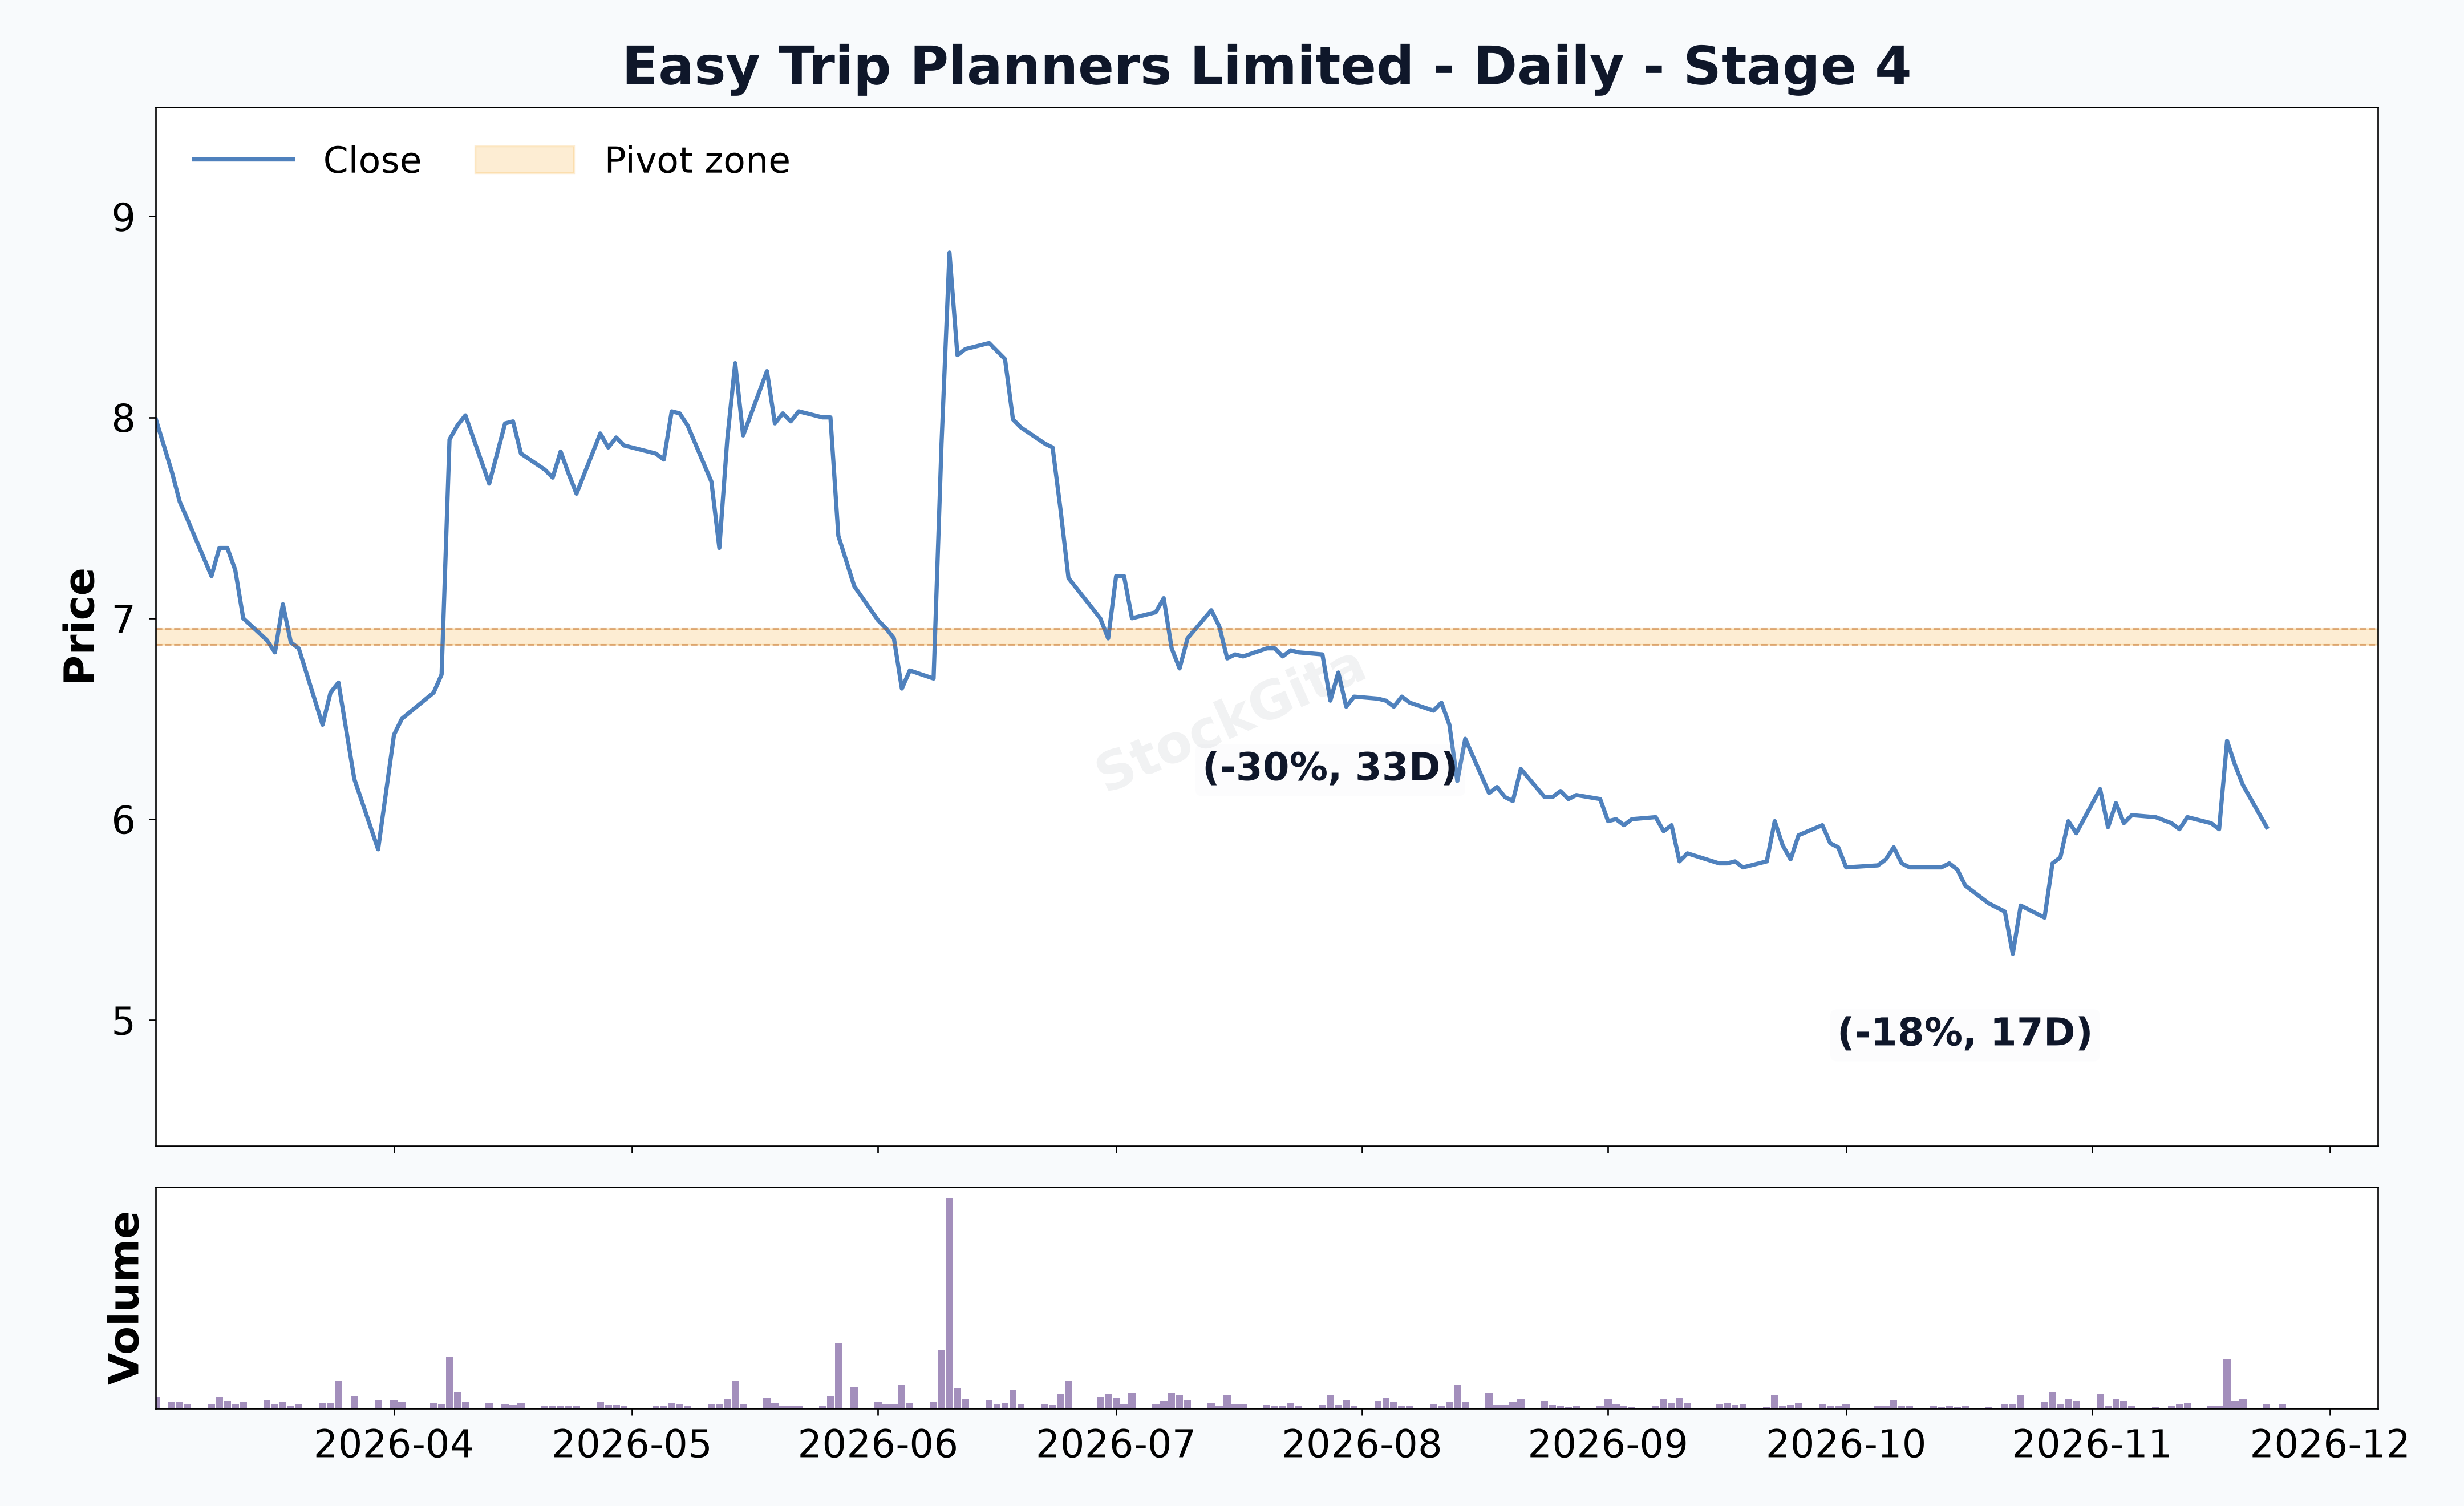 Easy Trip Planners Limited - Daily - Stage 4
Close
Pivot zone
Price
9
8
7
6
5
StockGita
(-30%, 33D)
(-18%, 17D)
Volume
2026-04
2026-05
2026-06
2026-07
2026-08
2026-09
2026-10
2026-11
2026-12